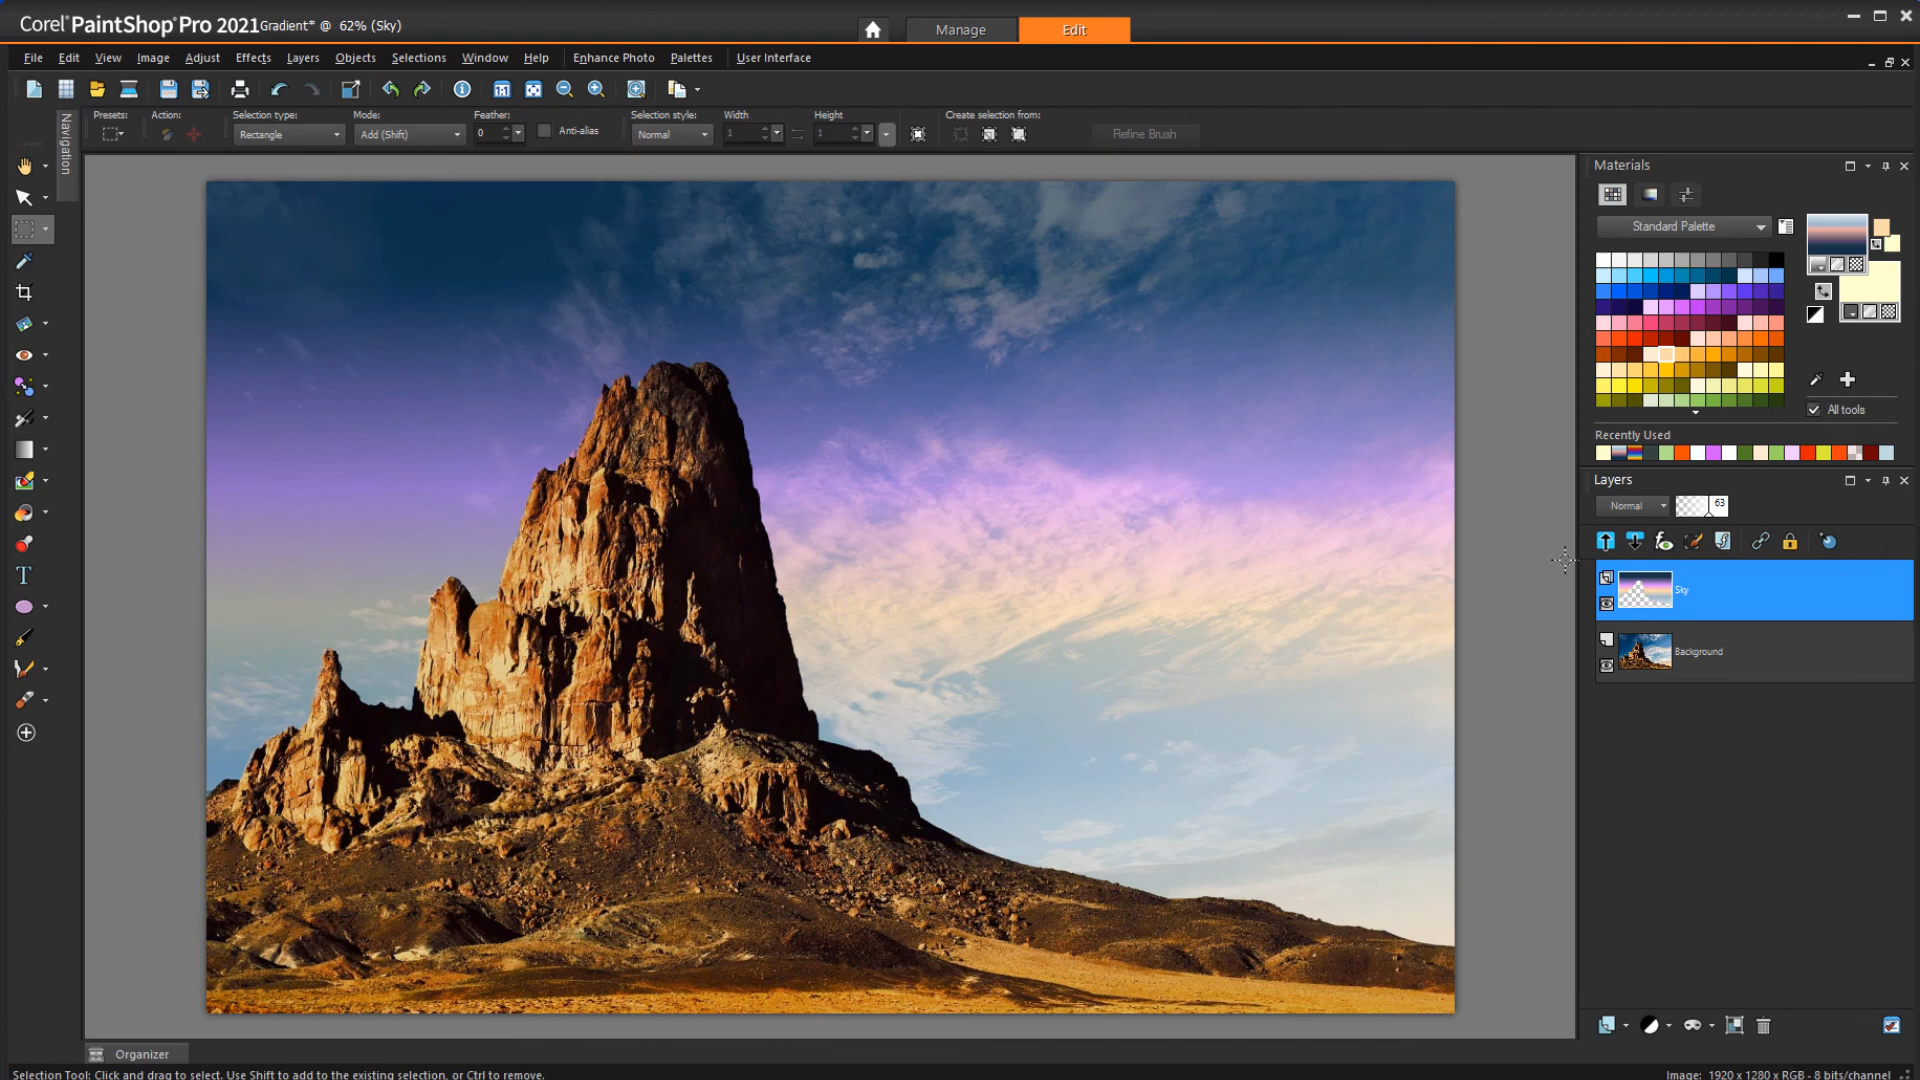 Corel® PaintShop® Pro 2021 Gradient* @ 62% (Sky)
Manage
Edit
File Edit View Image Adjust Effects Layers Objects Selections Window Help Enhance Photo Palettes User Interface
Presets: Action: Selection type: Mode: Feather: Anti-alias Selection style: Width Height Create selection from:
Rectangle Add (Shift) 0 Normal 1 1 Refine Brush
Navigation
Materials
Standard Palette
All tools
Recently Used
Layers
Normal 63
Sky
Background
Organizer
Selection Tool: Click and drag to select. Use Shift to add to the existing selection, or Ctrl to remove.
Image: 1920 x 1280 x RGB - 8 bits/channel